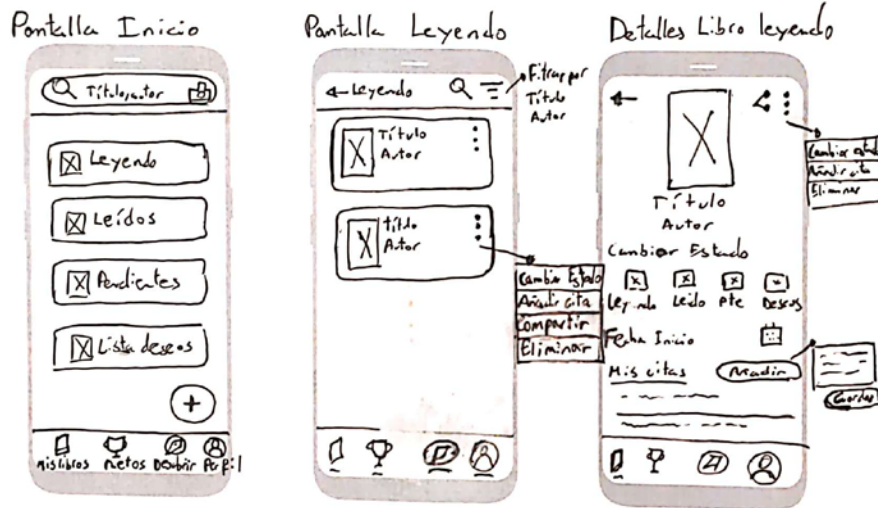 Pantalla Inicio
Título,autor
Leyendo
Leídos
Pendientes
Lista deseos
+
Mis libros Metos Descubrir Perfil
Pantalla Leyendo
Leyendo
Filtrar por
Título
Autor
Título
Autor
Título
Autor
Cambiar Estado
Añadir cita
Compartir
Eliminar
Detalles Libro leyendo
Cambiar estado
Añadir cita
Eliminar
Título
Autor
Cambiar Estado
Leyendo Leído Pte Deseos
Fecha Inicio
Mis citas Añadir
Guardar